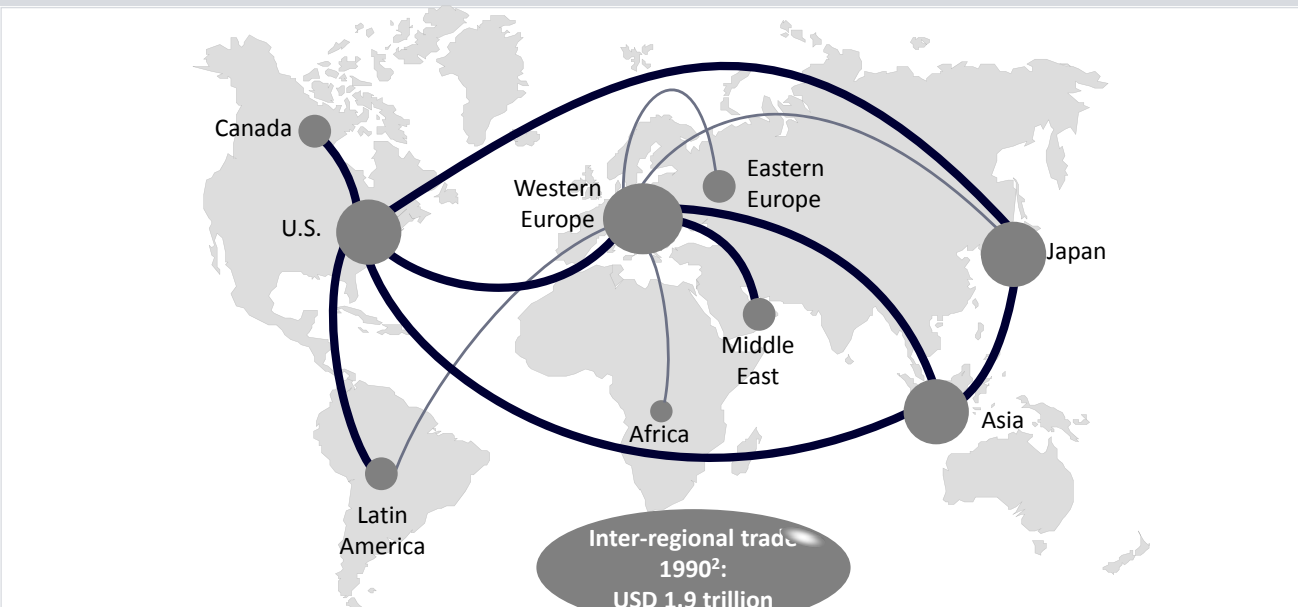 Canada
U.S.
Western
Europe
Eastern
Europe
Japan
Middle
East
Asia
Africa
Latin
America
Inter-regional trade
1990²:
USD 1.9 trillion